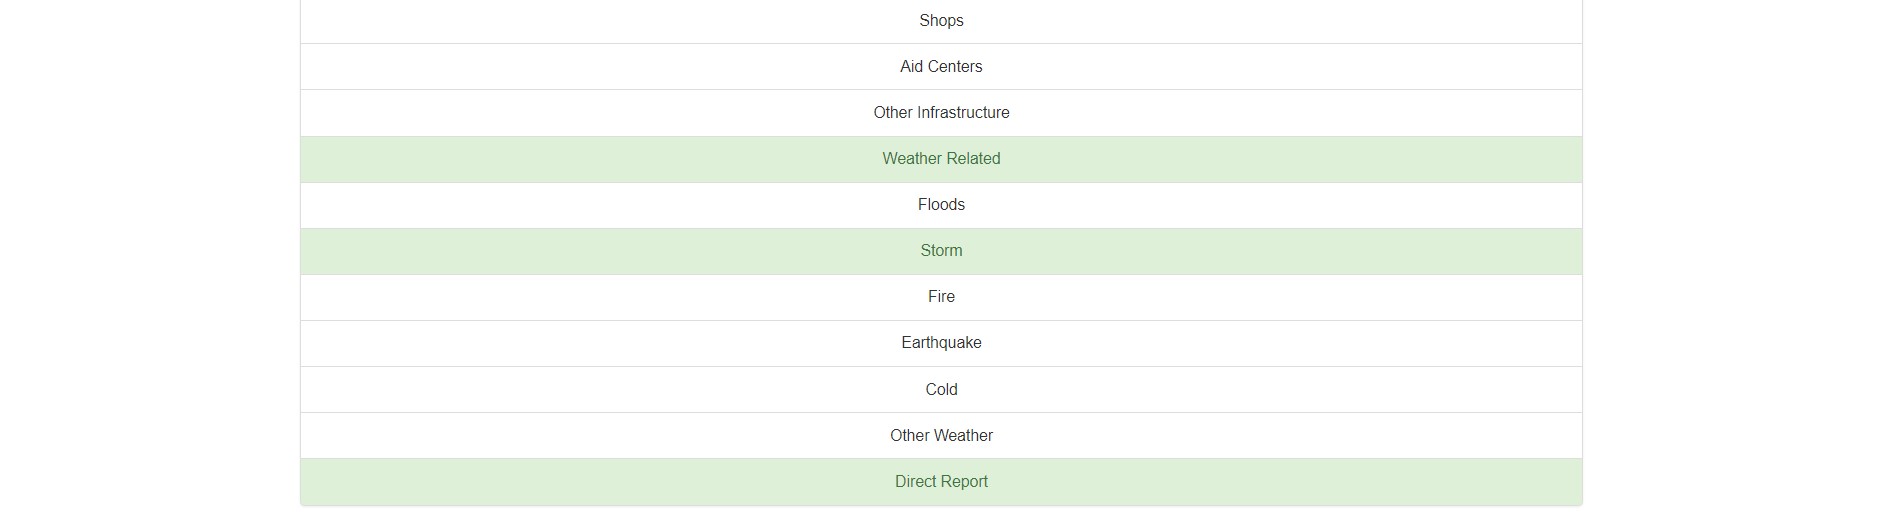 Shops
Aid Centers
Other Infrastructure
Weather Related
Floods
Storm
Fire
Earthquake
Cold
Other Weather
Direct Report